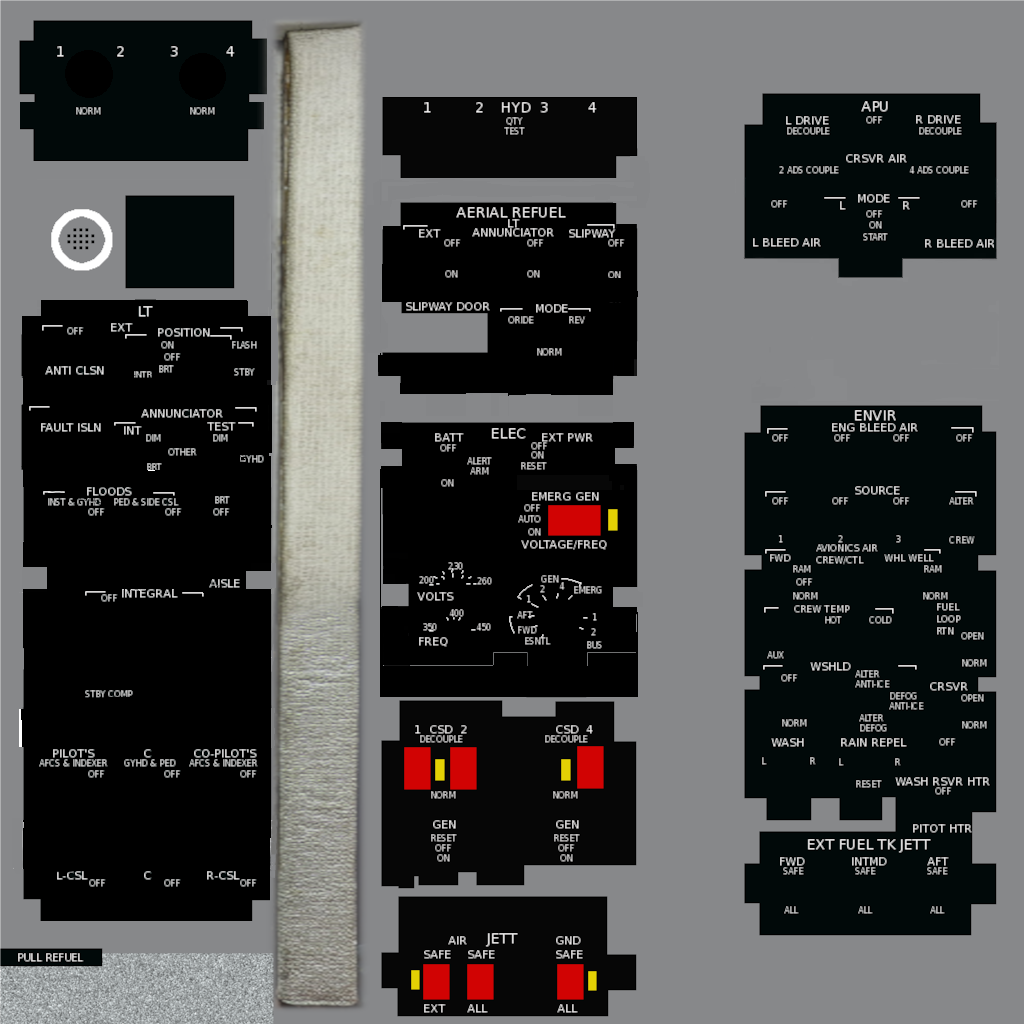 1 2 3 4
NORM NORM
LT
EXT
OFF
POSITION
ON FLASH
OFF
ANTI CLSN INTR BRT STBY
ANNUNCIATOR
FAULT ISLN INT TEST
DIM DIM
OTHER
BRT GYHD
FLOODS
INST & GYHD PED & SIDE CSL BRT
OFF OFF OFF
AISLE
OFF INTEGRAL
STBY COMP
PILOT'S C CO-PILOT'S
AFCS & INDEXER GYHD & PED AFCS & INDEXER
OFF OFF OFF
L-CSL OFF C OFF R-CSL OFF
PULL REFUEL
1 2 HYD 3 4
QTY
TEST
AERIAL REFUEL
LT
EXT ANNUNCIATOR SLIPWAY
OFF OFF OFF
ON ON ON
SLIPWAY DOOR MODE
ORIDE REV
NORM
ELEC
BATT EXT PWR
OFF OFF
ON
ALERT
ARM
RESET
ON
EMERG GEN
OFF
AUTO
ON
VOLTAGE/FREQ
230
200 260
VOLTS
400
350 450
FREQ
GEN
1 2 4 EMERG
AFT 1
FWD 2
ESNTL BUS
1 CSD 2 CSD 4
DECOUPLE DECOUPLE
NORM NORM
GEN GEN
RESET RESET
OFF OFF
ON ON
AIR JETT GND
SAFE SAFE SAFE
EXT ALL ALL
APU
L DRIVE OFF R DRIVE
DECOUPLE DECOUPLE
CRSVR AIR
2 ADS COUPLE 4 ADS COUPLE
MODE
OFF L R OFF
OFF
ON
START
L BLEED AIR R BLEED AIR
ENVIR
ENG BLEED AIR
OFF OFF OFF OFF
SOURCE
OFF OFF OFF ALTER
1 2 3 CREW
AVIONICS AIR
FWD CREW/CTL WHL WELL
RAM RAM
OFF
NORM NORM
CREW TEMP FUEL
HOT COLD LOOP
RTN OPEN
AUX NORM
WSHLD
OFF ALTER
ANTI-ICE CRSVR
DEFOG
ANTI-ICE OPEN
NORM ALTER
DEFOG NORM
WASH RAIN REPEL OFF
L R L R
RESET WASH RSVR HTR
OFF
PITOT HTR
EXT FUEL TK JETT
FWD INTMD AFT
SAFE SAFE SAFE
ALL ALL ALL